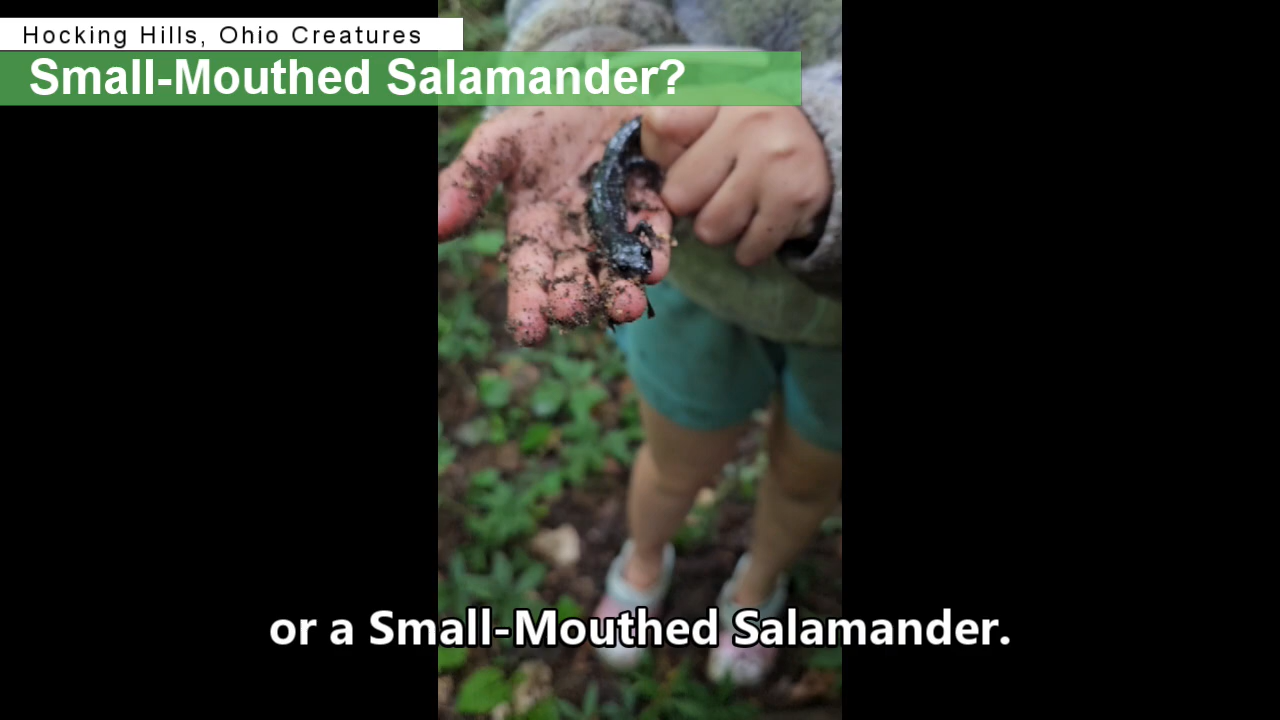 Hocking Hills, Ohio Creatures
Small-Mouthed Salamander?
or a Small-Mouthed Salamander.